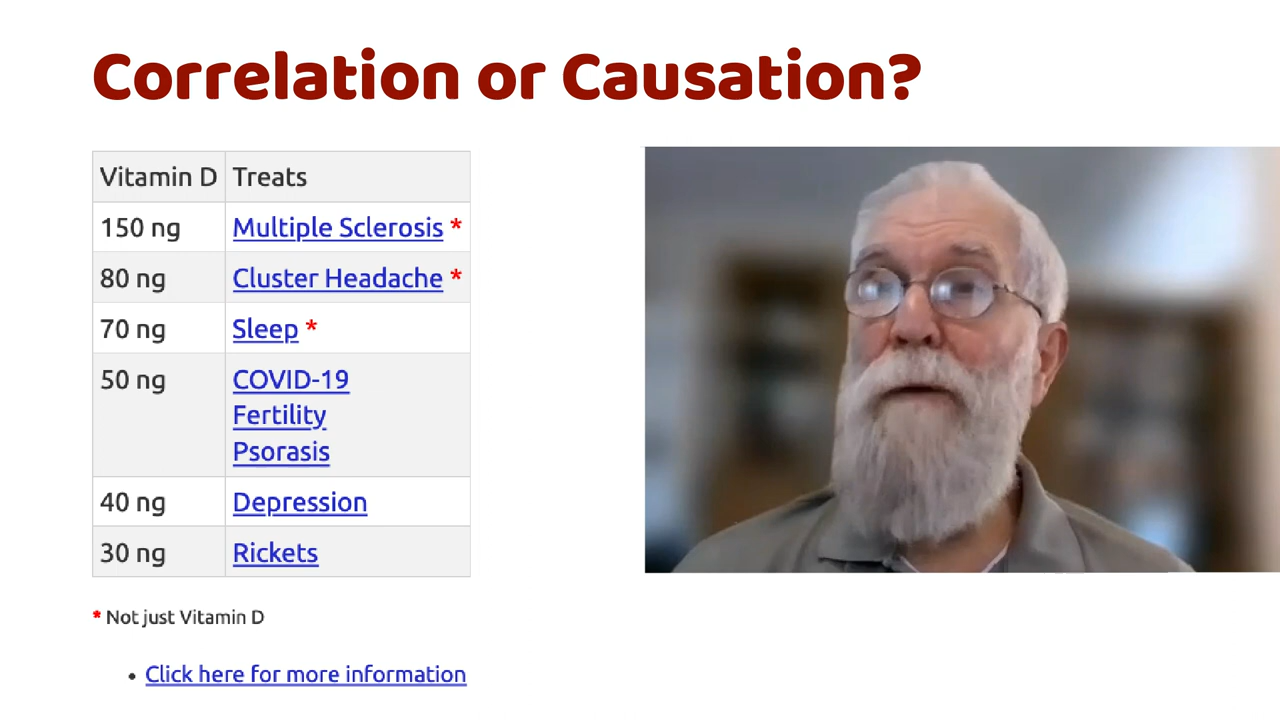 Correlation or Causation?
Vitamin D Treats
150 ng Multiple Sclerosis *
80 ng Cluster Headache *
70 ng Sleep *
50 ng COVID-19
Fertility
Psorasis
40 ng Depression
30 ng Rickets
* Not just Vitamin D
• Click here for more information